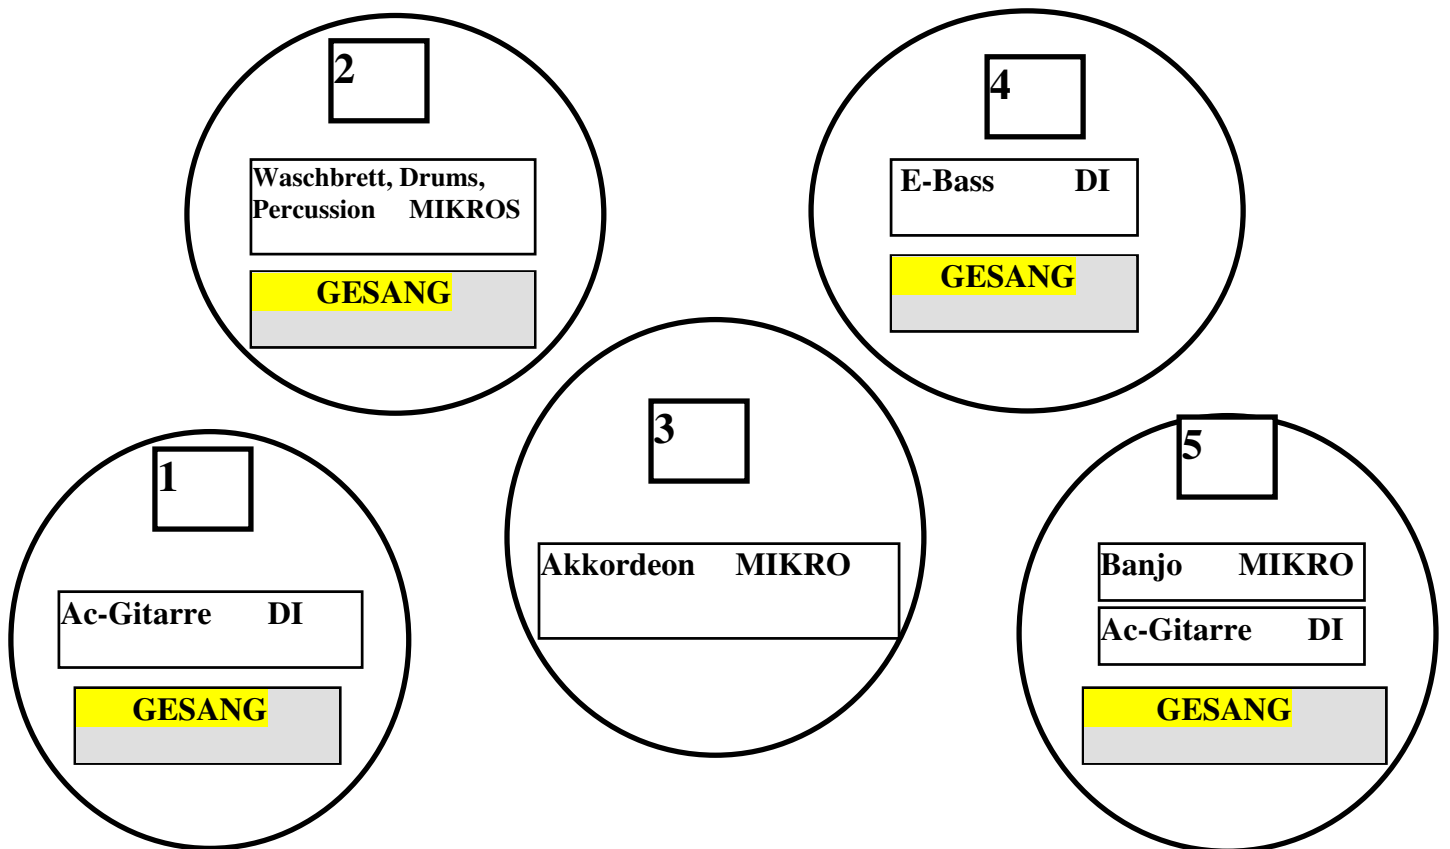 2
Waschbrett, Drums,
Percussion MIKROS
GESANG
4
E-Bass DI
GESANG
3
Akkordeon MIKRO
1
Ac-Gitarre DI
GESANG
5
Banjo MIKRO
Ac-Gitarre DI
GESANG